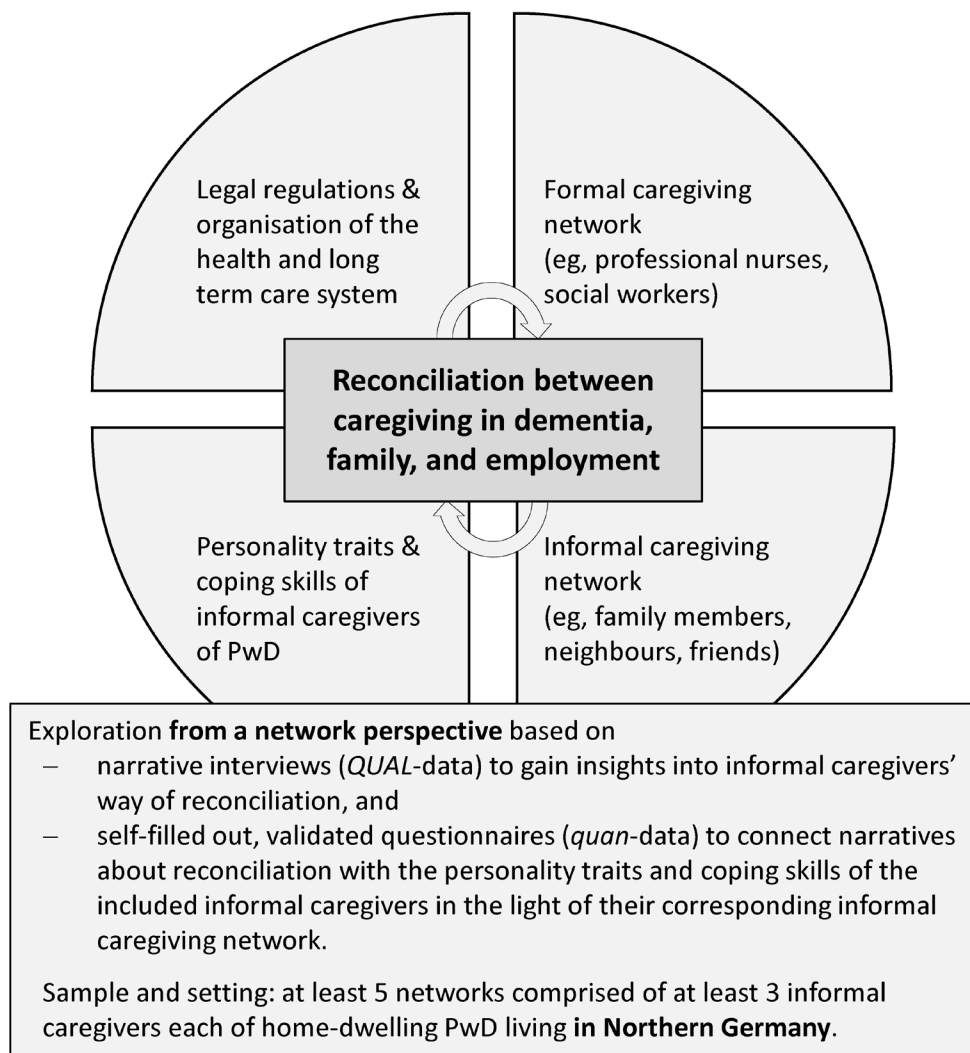 Legal regulations &
organisation of the
health and long
term care system
Formal caregiving
network
(eg, professional nurses,
social workers)
Reconciliation between
caregiving in dementia,
family, and employment
Personality traits &
coping skills of
informal caregivers
of PwD
Informal caregiving
network
(eg, family members,
neighbours, friends)
Exploration from a network perspective based on
– narrative interviews (QUAL-data) to gain insights into informal caregivers’
way of reconciliation, and
– self-filled out, validated questionnaires (quan-data) to connect narratives
about reconciliation with the personality traits and coping skills of the
included informal caregivers in the light of their corresponding informal
caregiving network.
Sample and setting: at least 5 networks comprised of at least 3 informal
caregivers each of home-dwelling PwD living in Northern Germany.